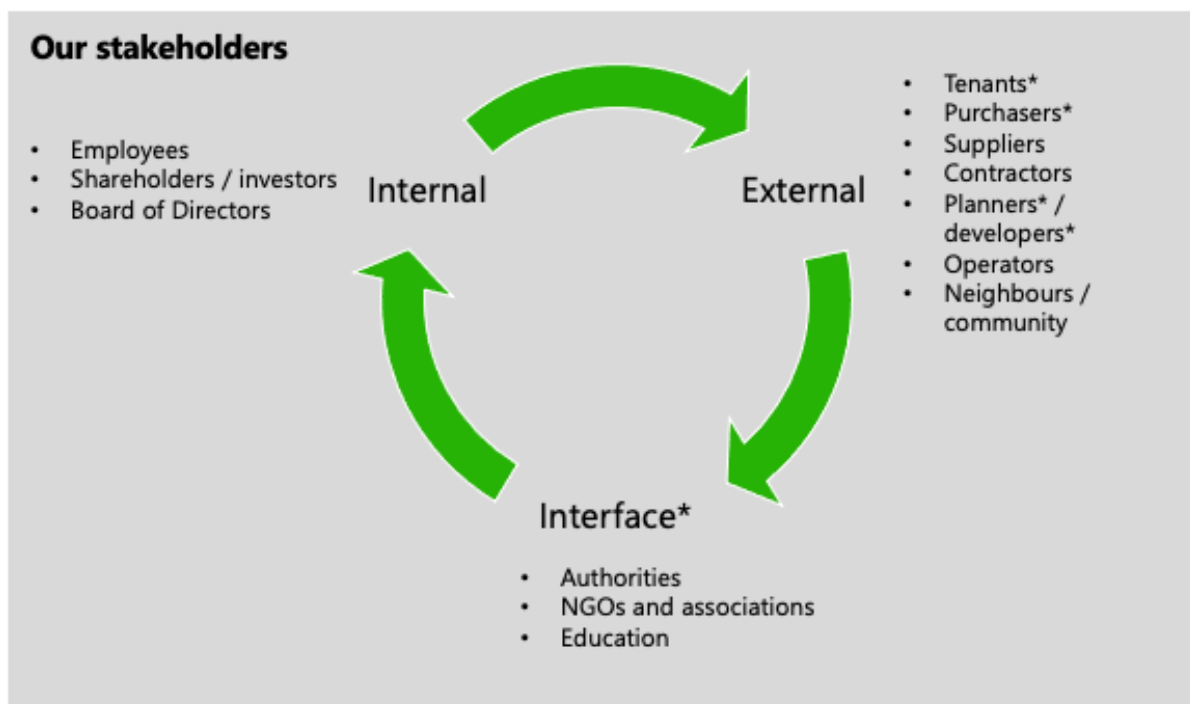 Our stakeholders
• Employees
• Shareholders / investors
• Board of Directors
Internal
External
• Tenants*
• Purchasers*
• Suppliers
• Contractors
• Planners* /
developers*
• Operators
• Neighbours /
community
Interface*
• Authorities
• NGOs and associations
• Education